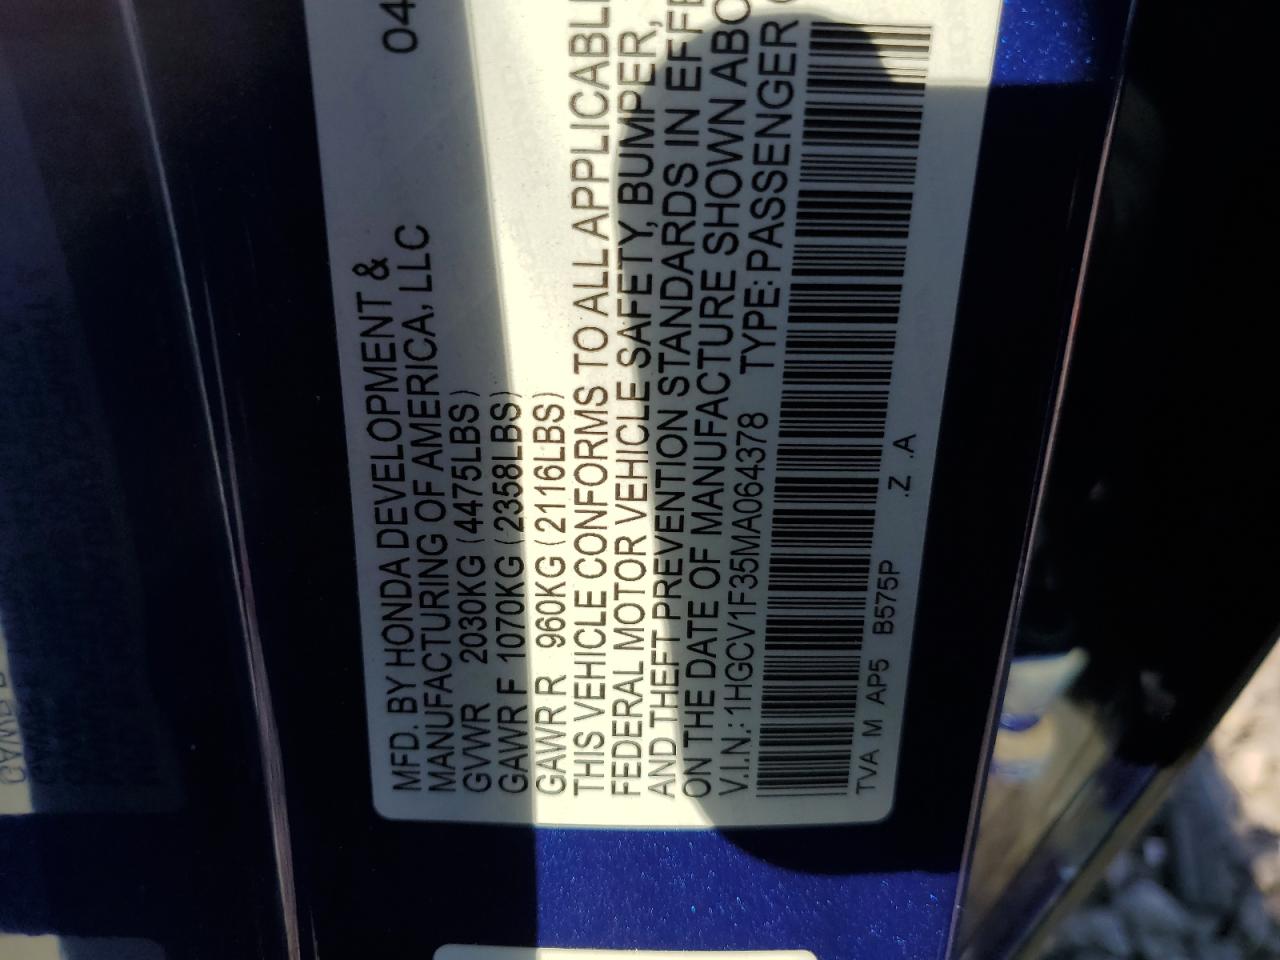 04
MFD. BY HONDA DEVELOPMENT &
MANUFACTURING OF AMERICA, LLC
GVWR 2030KG (4475LBS)
GAWR F 1070KG (2358LBS)
GAWR R 960KG (2116LBS)
THIS VEHICLE CONFORMS TO ALL APPLICABL
FEDERAL MOTOR VEHICLE SAFETY, BUMPER,
AND THEFT PREVENTION STANDARDS IN EFFE
ON THE DATE OF MANUFACTURE SHOWN ABO
V.I.N.: 1HGCV1F35MA064378 TYPE: PASSENGER
TVA M AP5 B575P .Z .A